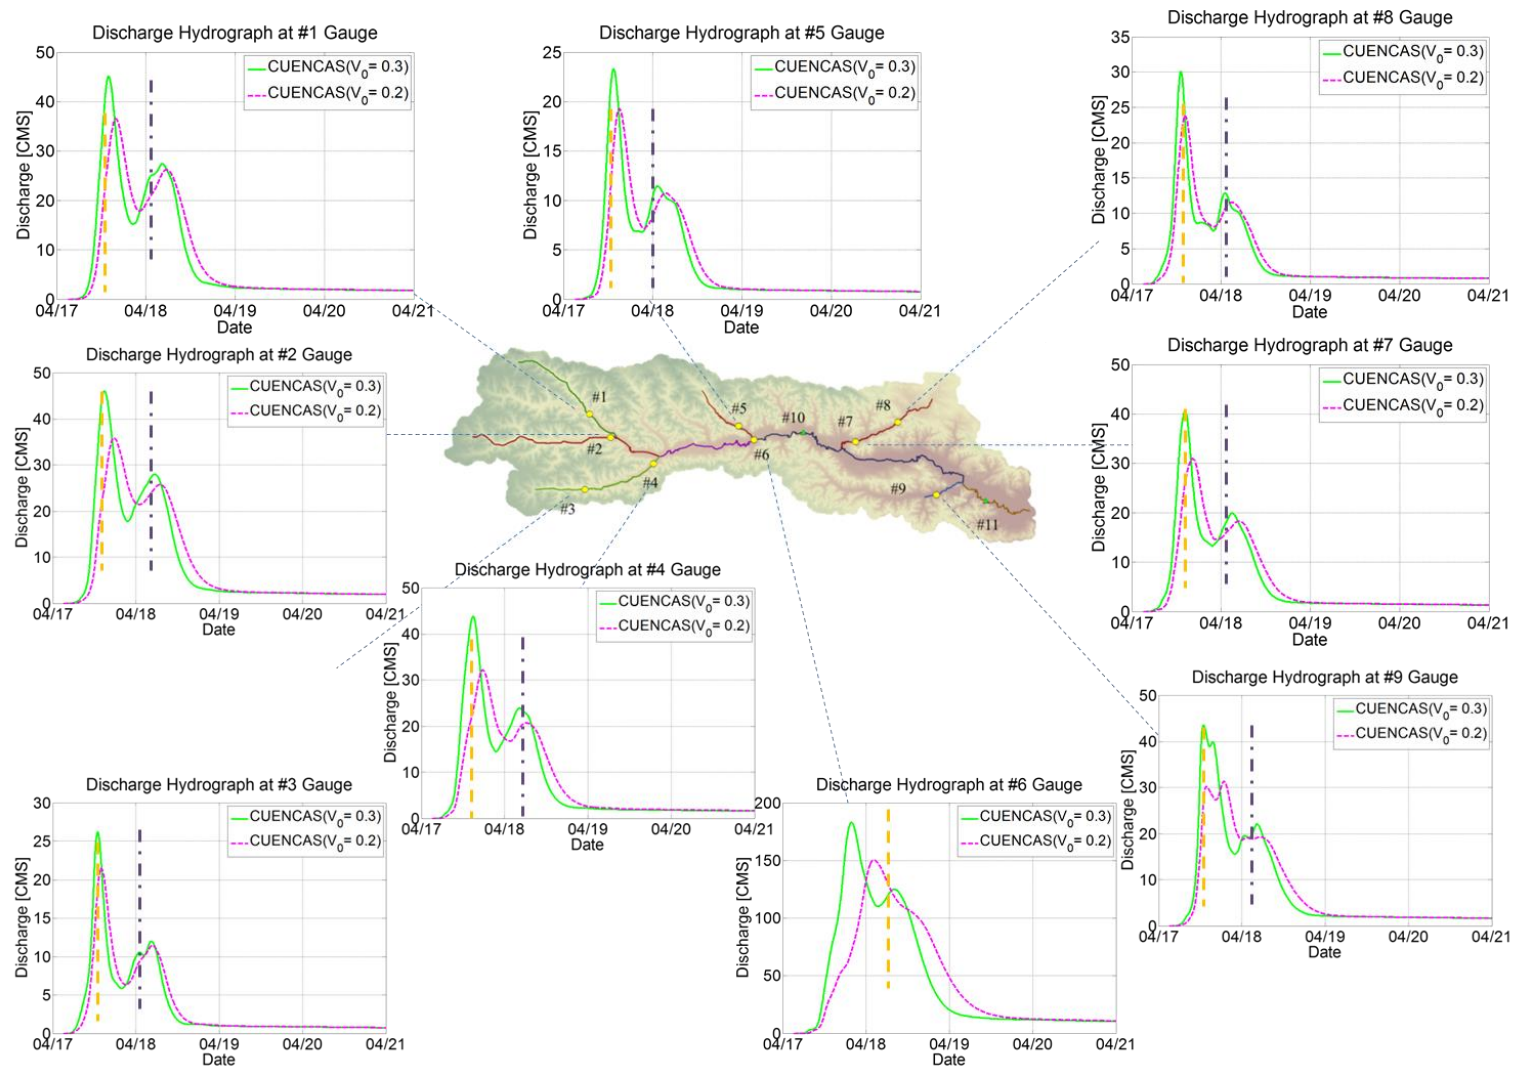 Discharge Hydrograph at #1 Gauge
50
40
30
20
10
0
Discharge [CMS]
CUENCAS(V0= 0.3)
CUENCAS(V0= 0.2)
04/17
04/18
04/19
04/20
04/21
Date
Discharge Hydrograph at #5 Gauge
25
20
15
10
5
0
Discharge [CMS]
CUENCAS(V0= 0.3)
CUENCAS(V0= 0.2)
04/17
04/18
04/19
04/20
04/21
Date
Discharge Hydrograph at #8 Gauge
35
30
25
20
15
10
5
0
Discharge [CMS]
CUENCAS(V0= 0.3)
CUENCAS(V0= 0.2)
04/17
04/18
04/19
04/20
04/21
Date
Discharge Hydrograph at #2 Gauge
50
40
30
20
10
0
Discharge [CMS]
CUENCAS(V0= 0.3)
CUENCAS(V0= 0.2)
04/17
04/18
04/19
04/20
04/21
Date
#1
#2
#3
#4
#5
#6
#10
#7
#8
#9
#11
Discharge Hydrograph at #7 Gauge
50
40
30
20
10
0
Discharge [CMS]
CUENCAS(V0= 0.3)
CUENCAS(V0= 0.2)
04/17
04/18
04/19
04/20
04/21
Date
Discharge Hydrograph at #4 Gauge
50
40
30
20
10
0
Discharge [CMS]
CUENCAS(V0= 0.3)
CUENCAS(V0= 0.2)
04/17
04/18
04/19
04/20
04/21
Date
Discharge Hydrograph at #9 Gauge
50
40
30
20
10
0
Discharge [CMS]
CUENCAS(V0= 0.3)
CUENCAS(V0= 0.2)
04/17
04/18
04/19
04/20
04/21
Date
Discharge Hydrograph at #3 Gauge
30
25
20
15
10
5
0
Discharge [CMS]
CUENCAS(V0= 0.3)
CUENCAS(V0= 0.2)
04/17
04/18
04/19
04/20
04/21
Date
Discharge Hydrograph at #6 Gauge
200
150
100
50
0
Discharge [CMS]
CUENCAS(V0= 0.3)
CUENCAS(V0= 0.2)
04/17
04/18
04/19
04/20
04/21
Date